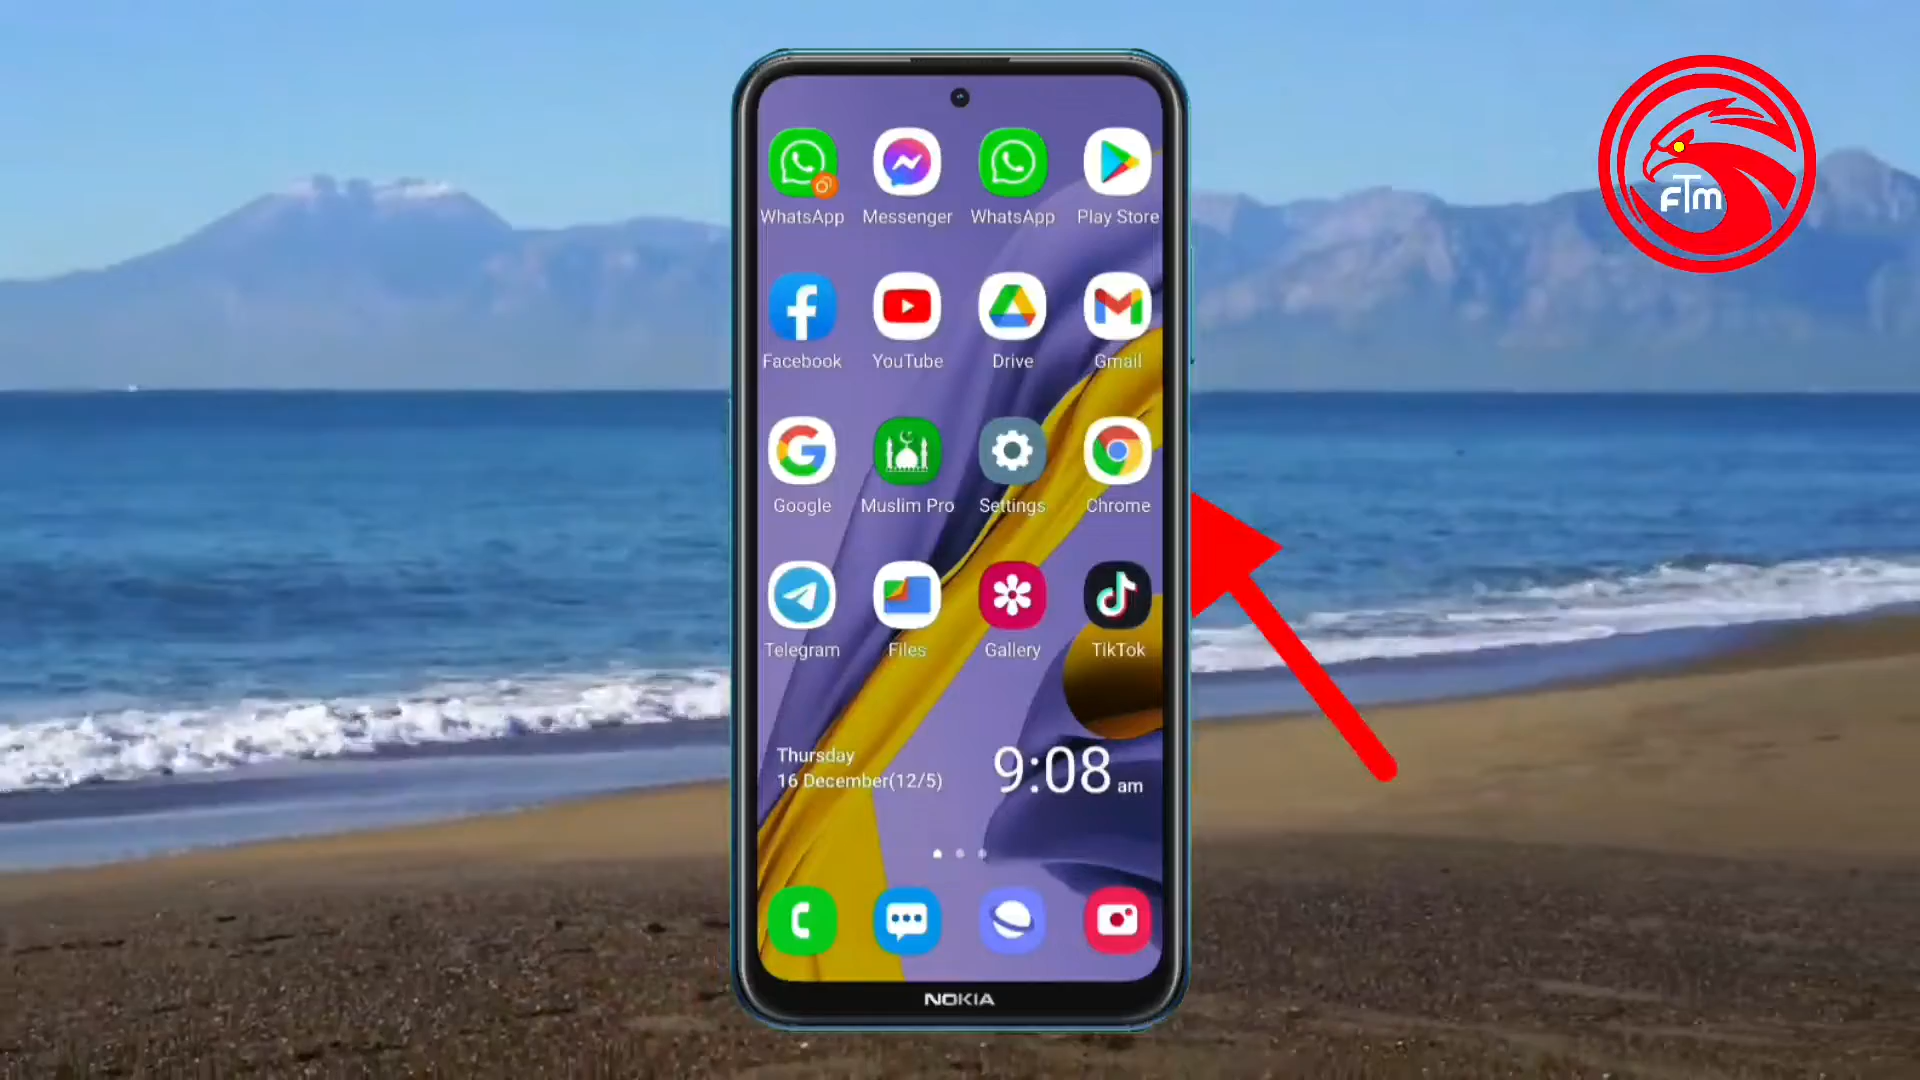 WhatsApp Messenger WhatsApp Play Store
Facebook YouTube Drive Gmail
Google Muslim Pro Settings Chrome
Telegram Files Gallery TikTok
Thursday
16 December(12/5)
9:08 am
NOKIA
fTm